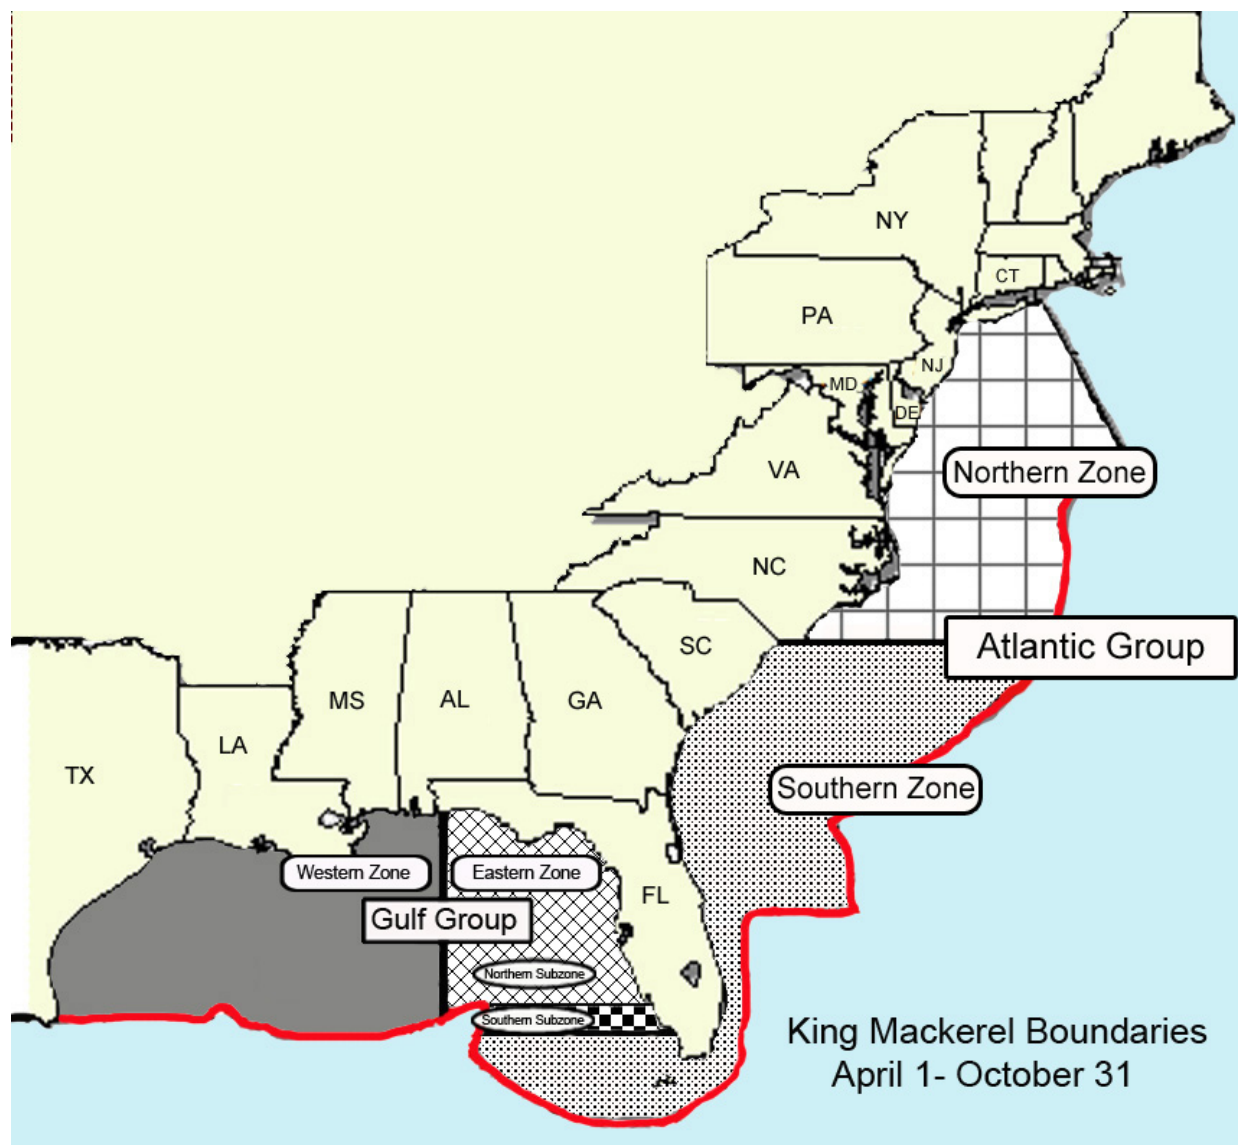 NY
CT
PA
NJ
MD
DE
VA
Northern Zone
NC
Atlantic Group
SC
MS
AL
GA
LA
TX
Southern Zone
Western Zone
Eastern Zone
FL
Gulf Group
Northern Subzone
Southern Subzone
King Mackerel Boundaries
April 1- October 31